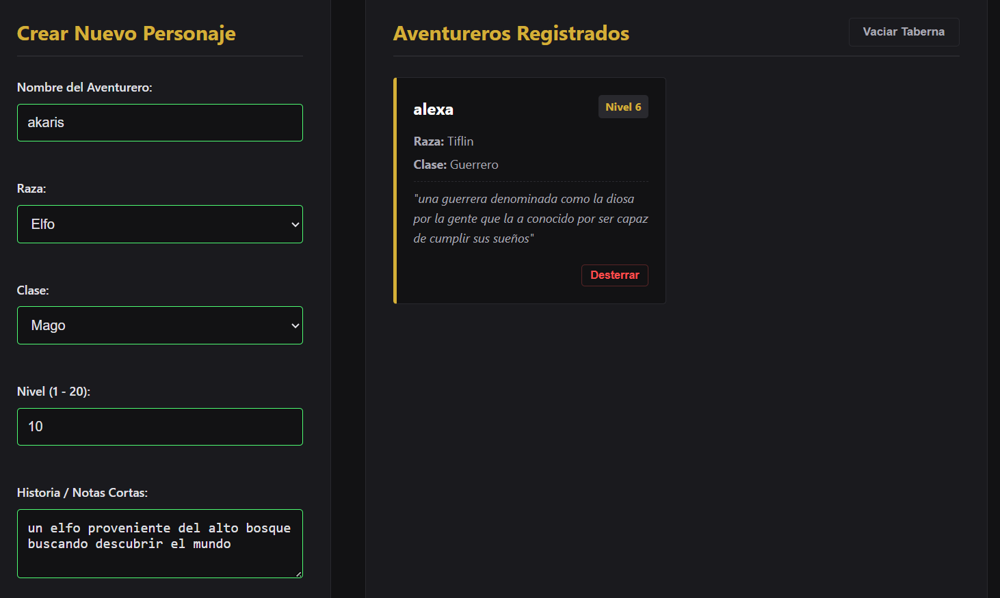 Crear Nuevo Personaje
Nombre del Aventurero:
akaris
Raza:
Elfo
Clase:
Mago
Nivel (1 - 20):
10
Historia / Notas Cortas:
un elfo proveniente del alto bosque
buscando descubrir el mundo
Aventureros Registrados
Vaciar Taberna
alexa
Nivel 6
Raza: Tiflin
Clase: Guerrero
"una guerrera denominada como la diosa
por la gente que la a conocido por ser capaz
de cumplir sus sueños"
Desterrar